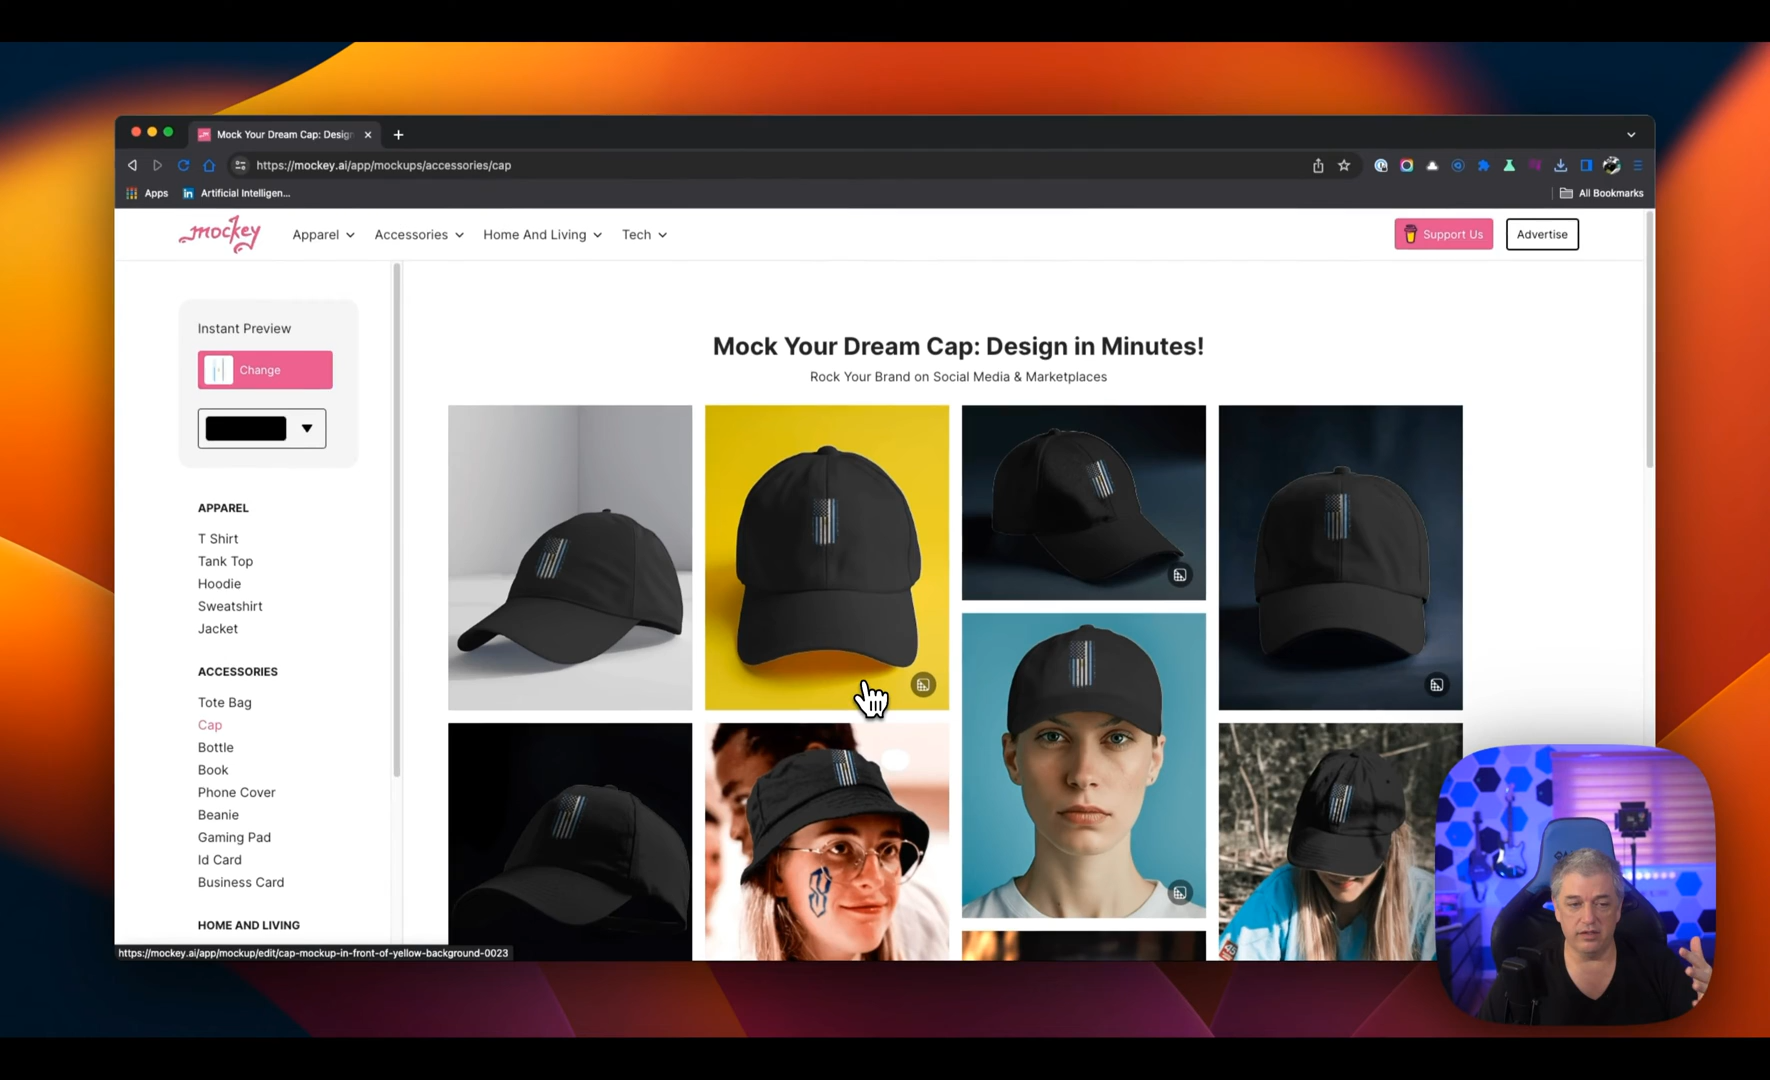 Mock Your Dream Cap: Desig
https://mockey.ai/app/mockups/accessories/cap
Apps
in
Artificial Intelligen...
All Bookmarks
mockey
Apparel
Accessories
Home And Living
Tech
Support Us
Advertise
Instant Preview
Change
Mock Your Dream Cap: Design in Minutes!
Rock Your Brand on Social Media & Marketplaces
APPAREL
T Shirt
Tank Top
Hoodie
Sweatshirt
Jacket
ACCESSORIES
Tote Bag
Cap
Bottle
Book
Phone Cover
Beanie
Gaming Pad
Id Card
Business Card
HOME AND LIVING
https://mockey.ai/app/mockup/edit/cap-mockup-in-front-of-yellow-background-0023